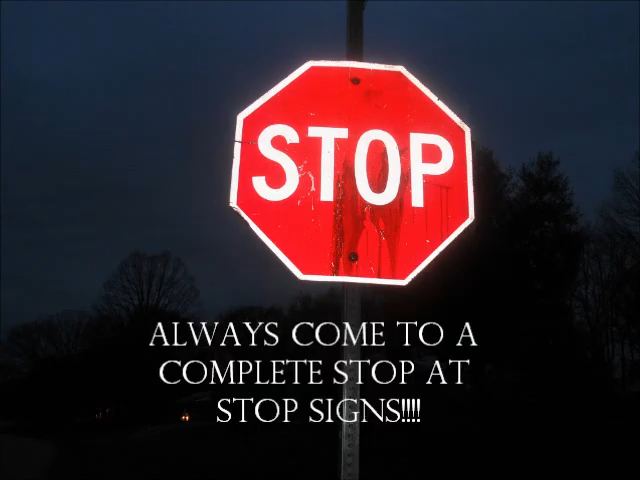 STOP
ALWAYS COME TO A
COMPLETE STOP AT
STOP SIGNS!!!!